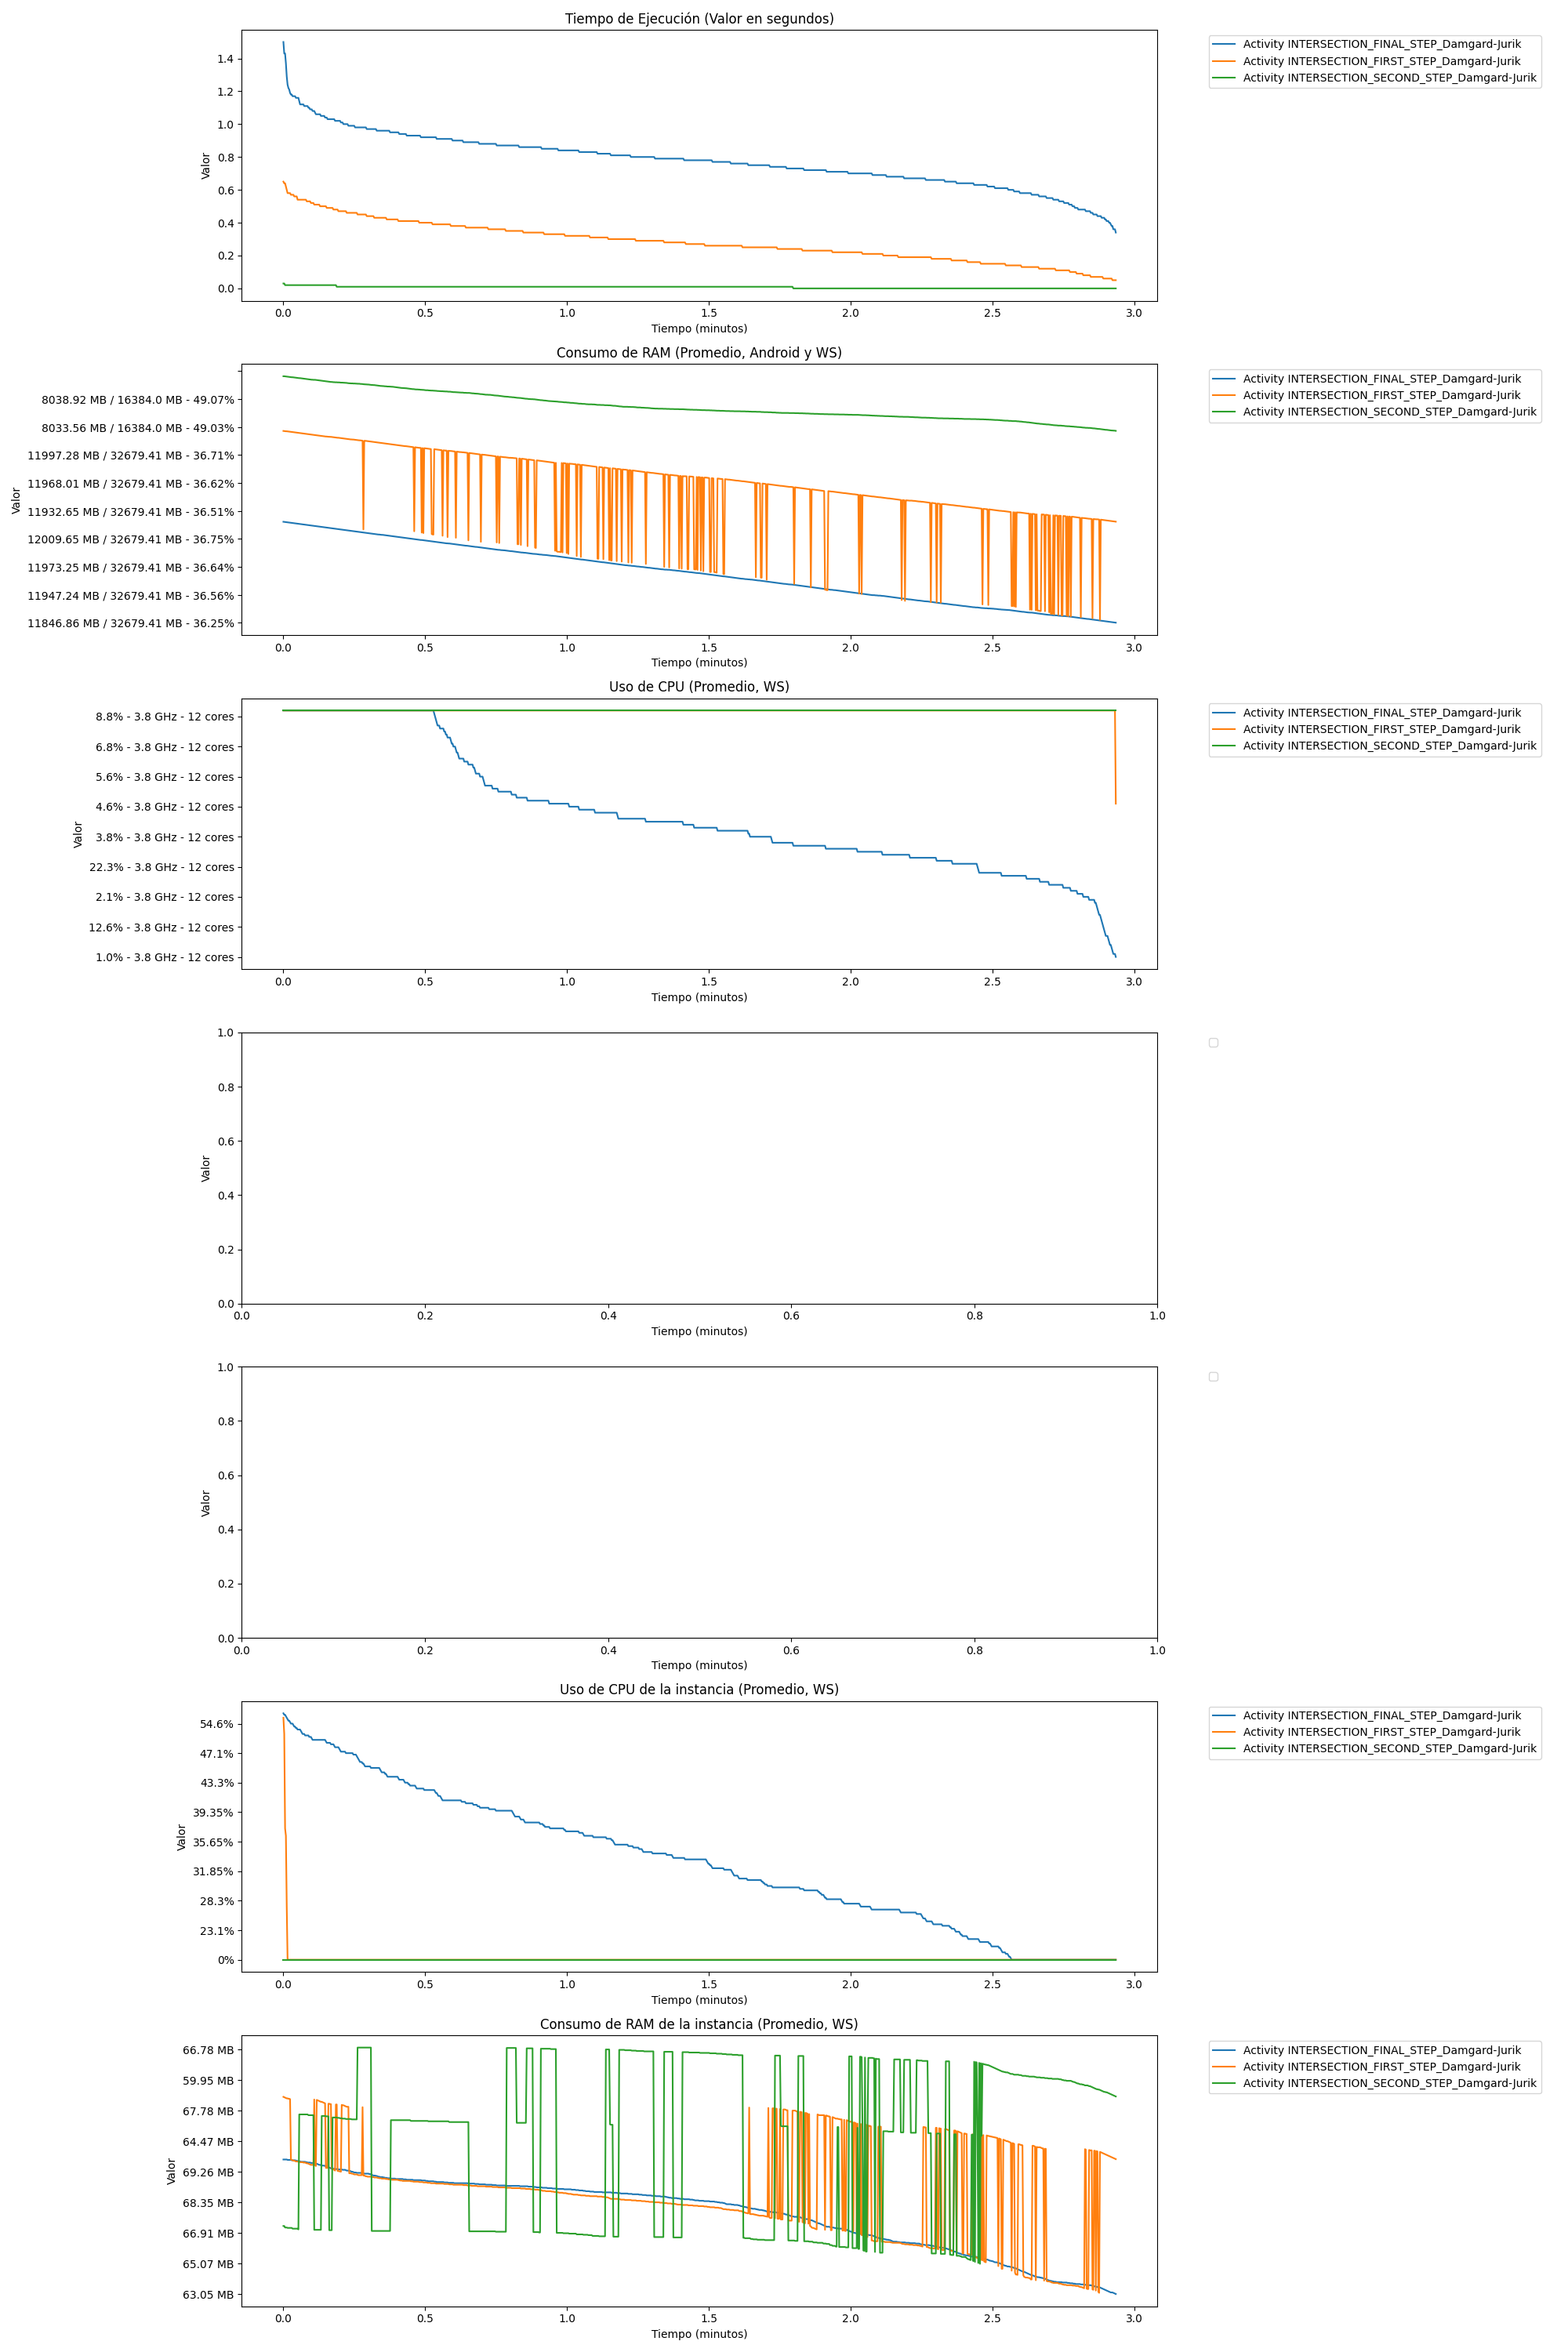 Tiempo de Ejecución (Valor en segundos)
Valor
1.4
1.2
1.0
0.8
0.6
0.4
0.2
0.0
0.0 0.5 1.0 1.5 2.0 2.5 3.0
Tiempo (minutos)
Activity INTERSECTION_FINAL_STEP_Damgard-Jurik
Activity INTERSECTION_FIRST_STEP_Damgard-Jurik
Activity INTERSECTION_SECOND_STEP_Damgard-Jurik
Consumo de RAM (Promedio, Android y WS)
Valor
8038.92 MB / 16384.0 MB - 49.07%
8033.56 MB / 16384.0 MB - 49.03%
11997.28 MB / 32679.41 MB - 36.71%
11968.01 MB / 32679.41 MB - 36.62%
11932.65 MB / 32679.41 MB - 36.51%
12009.65 MB / 32679.41 MB - 36.75%
11973.25 MB / 32679.41 MB - 36.64%
11947.24 MB / 32679.41 MB - 36.56%
11846.86 MB / 32679.41 MB - 36.25%
0.0 0.5 1.0 1.5 2.0 2.5 3.0
Tiempo (minutos)
Activity INTERSECTION_FINAL_STEP_Damgard-Jurik
Activity INTERSECTION_FIRST_STEP_Damgard-Jurik
Activity INTERSECTION_SECOND_STEP_Damgard-Jurik
Uso de CPU (Promedio, WS)
Valor
8.8% - 3.8 GHz - 12 cores
6.8% - 3.8 GHz - 12 cores
5.6% - 3.8 GHz - 12 cores
4.6% - 3.8 GHz - 12 cores
3.8% - 3.8 GHz - 12 cores
22.3% - 3.8 GHz - 12 cores
2.1% - 3.8 GHz - 12 cores
12.6% - 3.8 GHz - 12 cores
1.0% - 3.8 GHz - 12 cores
0.0 0.5 1.0 1.5 2.0 2.5 3.0
Tiempo (minutos)
Activity INTERSECTION_FINAL_STEP_Damgard-Jurik
Activity INTERSECTION_FIRST_STEP_Damgard-Jurik
Activity INTERSECTION_SECOND_STEP_Damgard-Jurik
Valor
1.0
0.8
0.6
0.4
0.2
0.0
0.0 0.2 0.4 0.6 0.8 1.0
Tiempo (minutos)
Valor
1.0
0.8
0.6
0.4
0.2
0.0
0.0 0.2 0.4 0.6 0.8 1.0
Tiempo (minutos)
Uso de CPU de la instancia (Promedio, WS)
Valor
54.6%
47.1%
43.3%
39.35%
35.65%
31.85%
28.3%
23.1%
0%
0.0 0.5 1.0 1.5 2.0 2.5 3.0
Tiempo (minutos)
Activity INTERSECTION_FINAL_STEP_Damgard-Jurik
Activity INTERSECTION_FIRST_STEP_Damgard-Jurik
Activity INTERSECTION_SECOND_STEP_Damgard-Jurik
Consumo de RAM de la instancia (Promedio, WS)
Valor
66.78 MB
59.95 MB
67.78 MB
64.47 MB
69.26 MB
68.35 MB
66.91 MB
65.07 MB
63.05 MB
0.0 0.5 1.0 1.5 2.0 2.5 3.0
Tiempo (minutos)
Activity INTERSECTION_FINAL_STEP_Damgard-Jurik
Activity INTERSECTION_FIRST_STEP_Damgard-Jurik
Activity INTERSECTION_SECOND_STEP_Damgard-Jurik